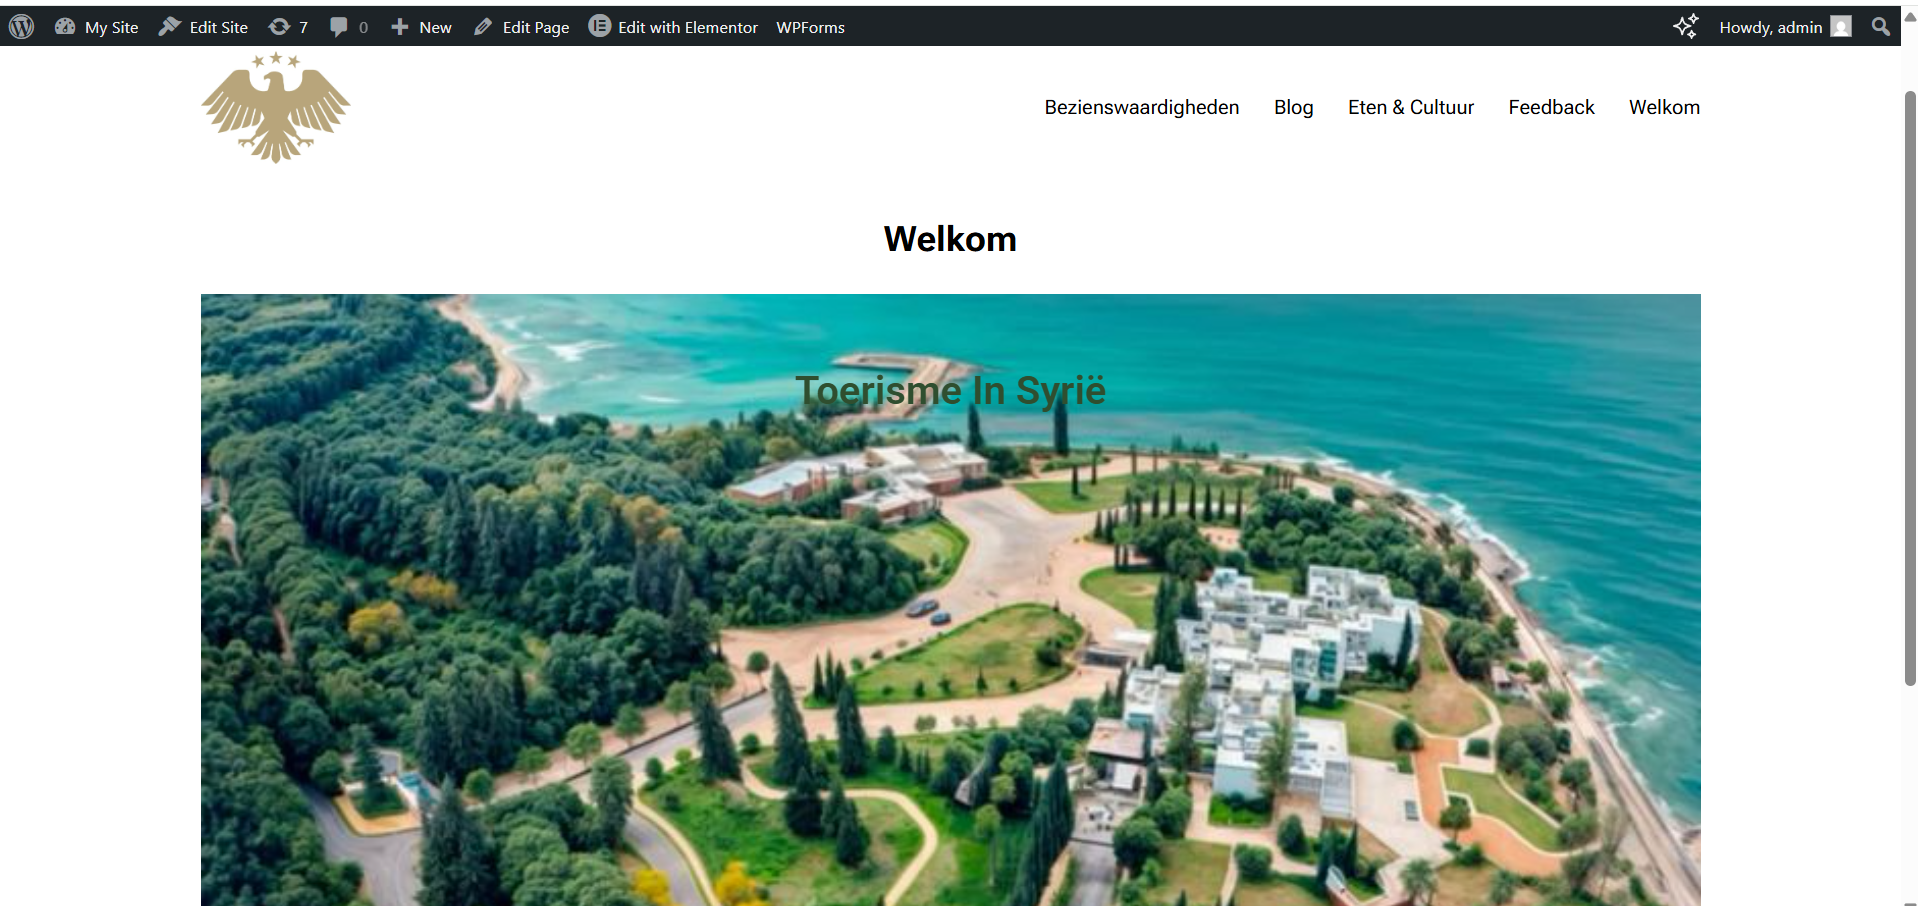 My Site Edit Site 7 0 New Edit Page Edit with Elementor WPForms Howdy, admin
Bezienswaardigheden Blog Eten & Cultuur Feedback Welkom
Welkom
Toerisme In Syrië